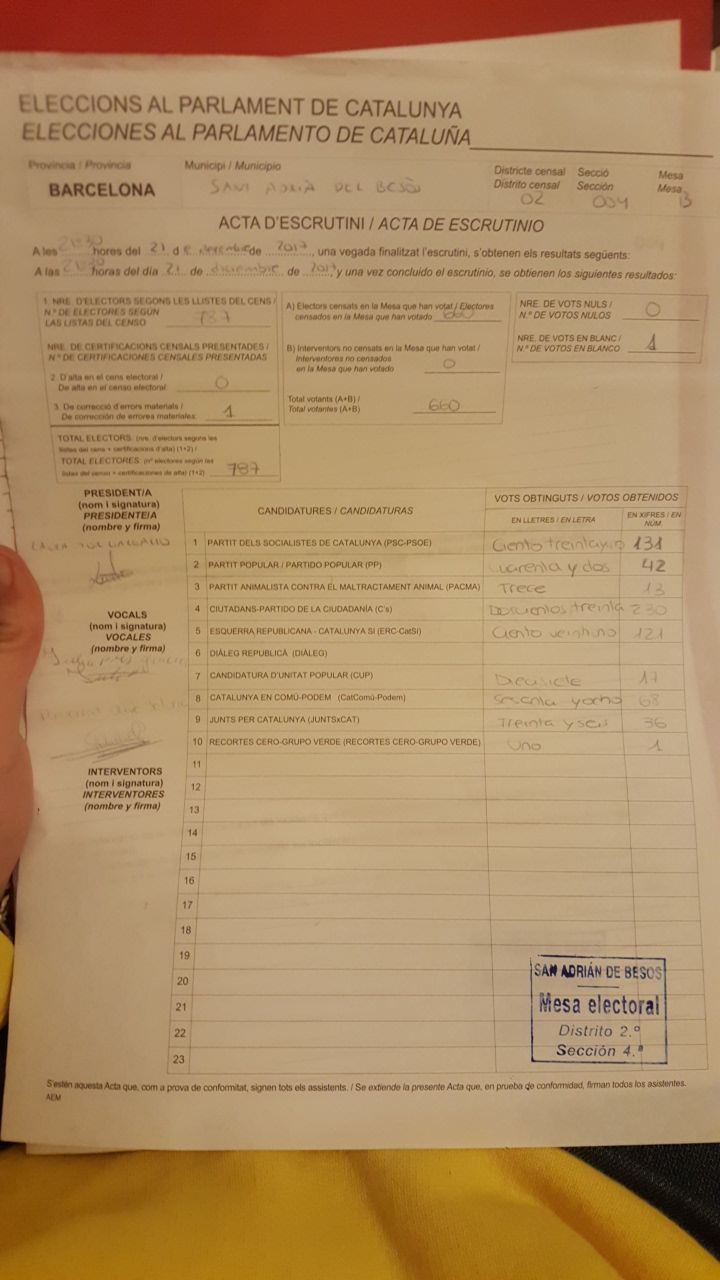 ELECCIONS AL PARLAMENT DE CATALUNYA
ELECCIONES AL PARLAMENTO DE CATALUÑA
Provincia / Provincia Municipi / Municipio Districte censal Secció Mesa
Distrito censal Sección Mesa
BARCELONA SANT ADRIÀ DEL BESÒS 02 004 B
ACTA D'ESCRUTINI / ACTA DE ESCRUTINIO
A les 21:30 hores del 21 de de 2017, una vegada finalitzat l'escrutini, s'obtenen els resultats següents:
A las 21:30 horas del día 21 de diciembre de 2017, y una vez concluido el escrutinio, se obtienen los siguientes resultados:
1. NRE. D'ELECTORS SEGONS LES LLISTES DEL CENS /
N.º DE ELECTORES SEGÚN
LAS LISTAS DEL CENSO 787
NRE. DE CERTIFICACIONS CENSALS PRESENTADES /
N.º DE CERTIFICACIONES CENSALES PRESENTADAS
2. D'alta en el cens electoral /
De alta en el censo electoral: 0
3. De correcció d'errors materials /
De corrección de errores materiales: 1
TOTAL ELECTORS (nre. d'electors segons les
llistes del cens + certificacions d'alta) (1+2) /
TOTAL ELECTORES (nº electores según las
listas del censo + certificaciones de alta) (1+2) 787
A) Electors censats en la Mesa que han votat / Electores
censados en la Mesa que han votado 660
B) Interventors no censats en la Mesa que han votat /
Interventores no censados
en la Mesa que han votado 0
Total votants (A+B) /
Total votantes (A+B) 660
NRE. DE VOTS NULS /
N.º DE VOTOS NULOS 0
NRE. DE VOTS EN BLANC /
N.º DE VOTOS EN BLANCO 1
PRESIDENT/A
(nom i signatura)
PRESIDENTE/A
(nombre y firma)
VOCALS
(nom i signatura)
VOCALES
(nombre y firma)
INTERVENTORS
(nom i signatura)
INTERVENTORES
(nombre y firma)
CANDIDATURES / CANDIDATURAS VOTS OBTINGUTS / VOTOS OBTENIDOS
EN LLETRES / EN LETRA EN XIFRES / EN NÚM.
1 PARTIT DELS SOCIALISTES DE CATALUNYA (PSC-PSOE) Ciento treinta y uno 131
2 PARTIT POPULAR / PARTIDO POPULAR (PP) cuarenta y dos 42
3 PARTIT ANIMALISTA CONTRA EL MALTRACTAMENT ANIMAL (PACMA) Trece 13
4 CIUTADANS-PARTIDO DE LA CIUDADANÍA (C's) Doscientos treinta 230
5 ESQUERRA REPUBLICANA - CATALUNYA SÍ (ERC-CatSí) Ciento veintiuno 121
6 DIÀLEG REPUBLICÀ (DIÀLEG)
7 CANDIDATURA D'UNITAT POPULAR (CUP) Diecisiete 17
8 CATALUNYA EN COMÚ-PODEM (CatComú-Podem) Sesenta y ocho 68
9 JUNTS PER CATALUNYA (JUNTSxCAT) Treinta y seis 36
10 RECORTES CERO-GRUPO VERDE (RECORTES CERO-GRUPO VERDE) Uno 1
11
12
13
14
15
16
17
18
19
20
21
22
23
SAN ADRIÁN DE BESOS
Mesa electoral
Distrito 2.º
Sección 4.ª
S'estén aquesta Acta que, com a prova de conformitat, signen tots els assistents. / Se extiende la presente Acta que, en prueba de conformidad, firman todos los asistentes.
AEM